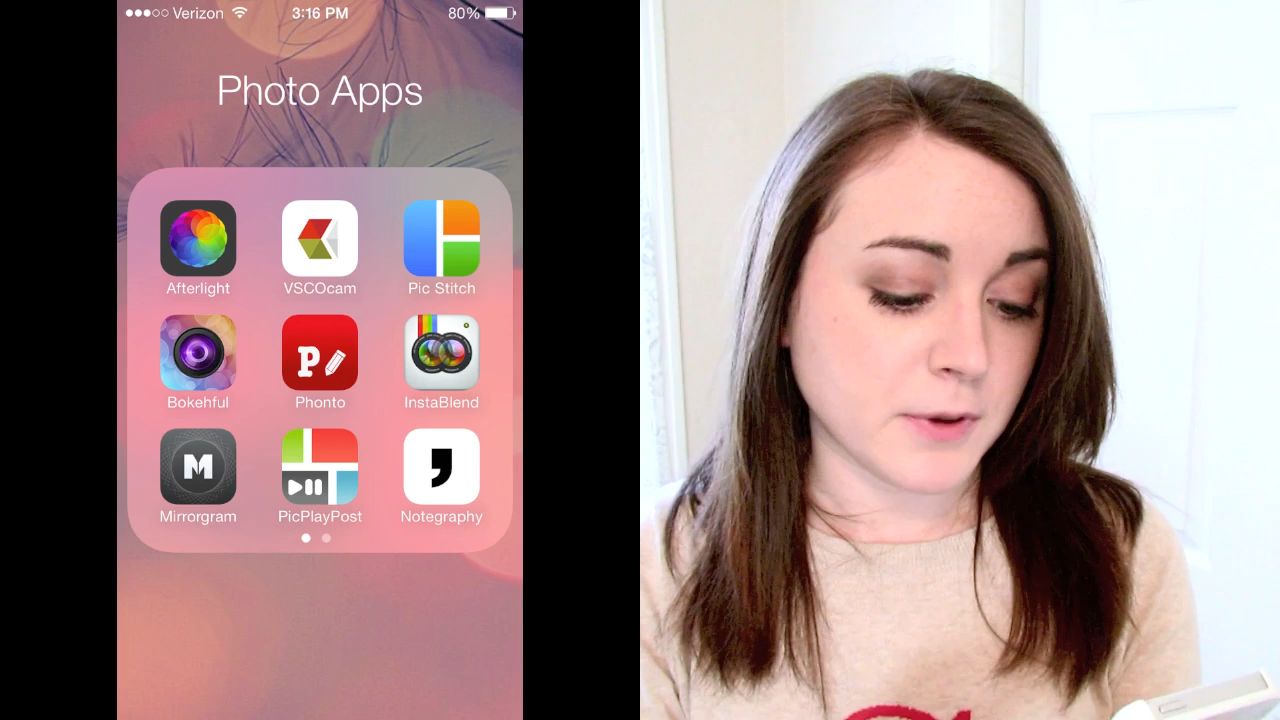 Verizon 3:16 PM 80%
Photo Apps
Afterlight VSCOcam Pic Stitch
P
Bokehful Phonto InstaBlend
M
Mirrorgram PicPlayPost Notegraphy